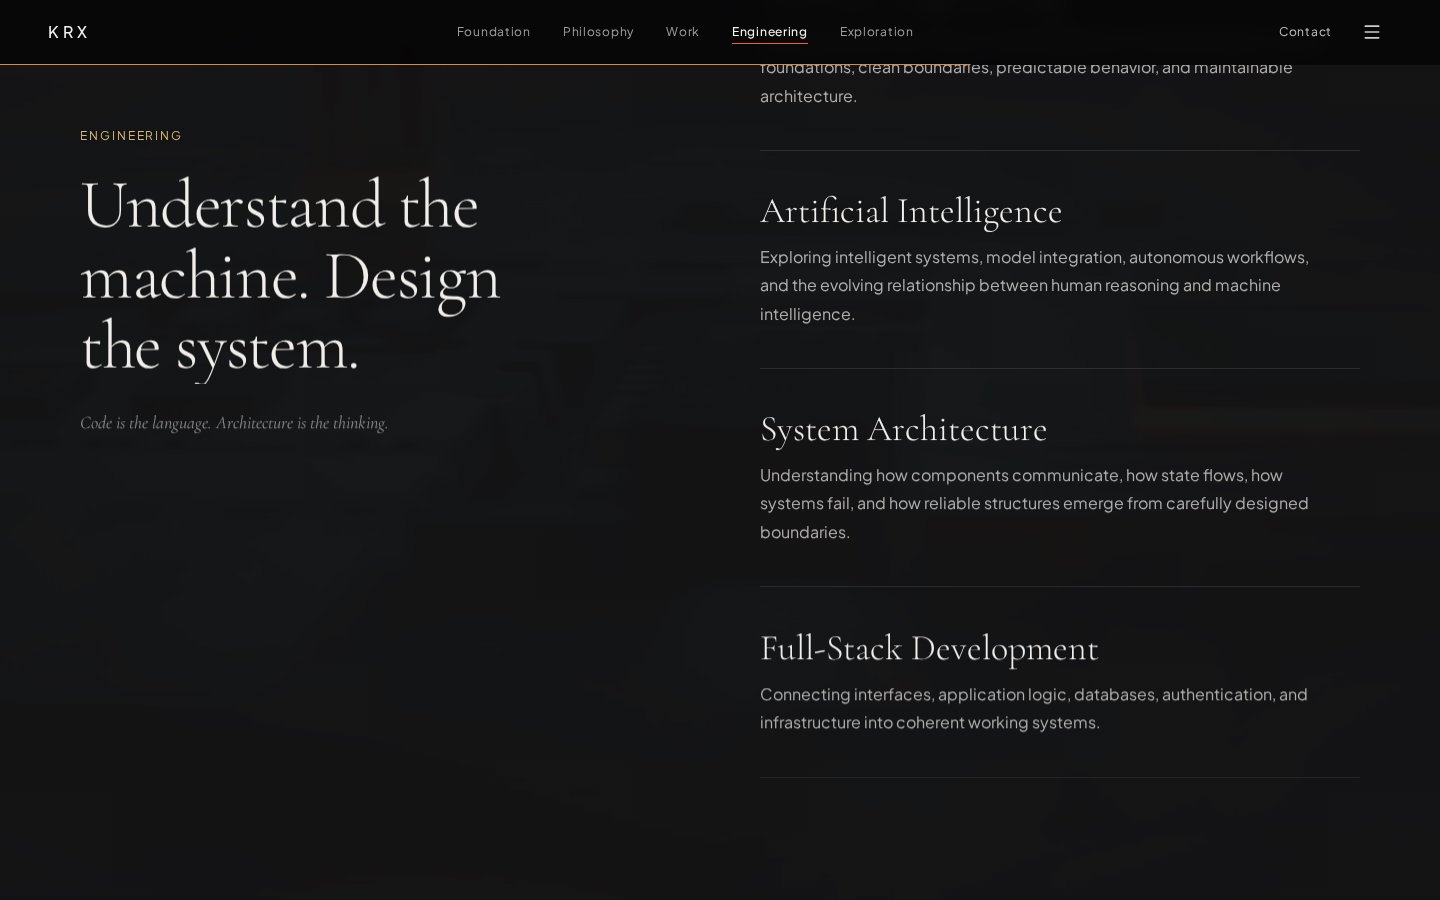 KRX
Foundation
Philosophy
Work
Engineering
Exploration
Contact
ENGINEERING
Understand the
machine. Design
the system.
Code is the language. Architecture is the thinking.
foundations, clean boundaries, predictable behavior, and maintainable
architecture.
Artificial Intelligence
Exploring intelligent systems, model integration, autonomous workflows,
and the evolving relationship between human reasoning and machine
intelligence.
System Architecture
Understanding how components communicate, how state flows, how
systems fail, and how reliable structures emerge from carefully designed
boundaries.
Full-Stack Development
Connecting interfaces, application logic, databases, authentication, and
infrastructure into coherent working systems.